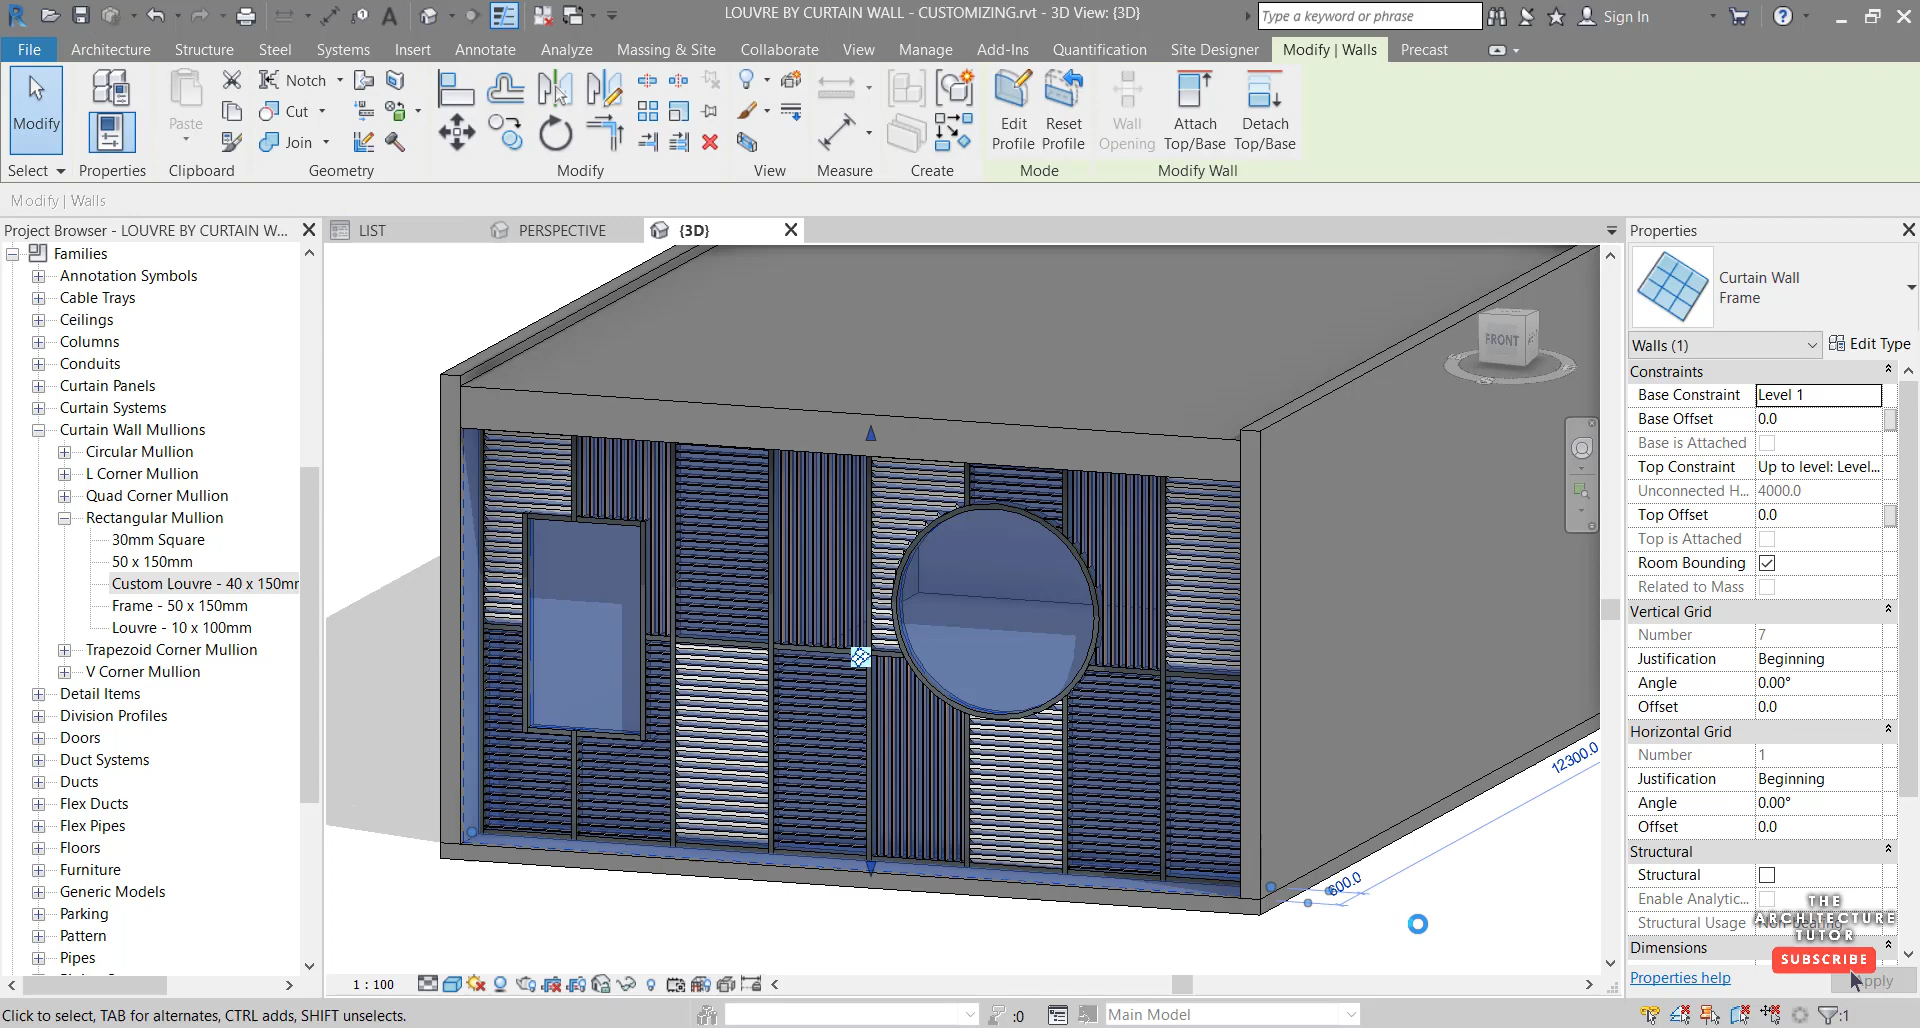 LOUVRE BY CURTAIN WALL - CUSTOMIZING.rvt - 3D View: {3D}
Type a keyword or phrase
Sign In
File
Architecture
Structure
Steel
Systems
Insert
Annotate
Analyze
Massing & Site
Collaborate
View
Manage
Add-Ins
Quantification
Site Designer
Modify | Walls
Precast
Modify
Paste
Notch
Cut
Join
Edit Profile
Reset Profile
Wall Opening
Attach Top/Base
Detach Top/Base
Select
Properties
Clipboard
Geometry
Modify
View
Measure
Create
Mode
Modify Wall
Modify | Walls
Project Browser - LOUVRE BY CURTAIN W...
Families
Annotation Symbols
Cable Trays
Ceilings
Columns
Conduits
Curtain Panels
Curtain Systems
Curtain Wall Mullions
Circular Mullion
L Corner Mullion
Quad Corner Mullion
Rectangular Mullion
30mm Square
50 x 150mm
Custom Louvre - 40 x 150mm
Frame - 50 x 150mm
Louvre - 10 x 100mm
Trapezoid Corner Mullion
V Corner Mullion
Detail Items
Division Profiles
Doors
Duct Systems
Ducts
Flex Ducts
Flex Pipes
Floors
Furniture
Generic Models
Parking
Pattern
Pipes
LIST
PERSPECTIVE
{3D}
FRONT
12300.0
600.0
1 : 100
Properties
Curtain Wall
Frame
Walls (1)
Edit Type
Constraints
Base Constraint Level 1
Base Offset 0.0
Base is Attached
Top Constraint Up to level: Level...
Unconnected H... 4000.0
Top Offset 0.0
Top is Attached
Room Bounding
Related to Mass
Vertical Grid
Number 7
Justification Beginning
Angle 0.00°
Offset 0.0
Horizontal Grid
Number 1
Justification Beginning
Angle 0.00°
Offset 0.0
Structural
Structural
Enable Analytic...
Structural Usage Non-bearing
Dimensions
Properties help
Apply
THE
ARCHITECTURE
TUTOR
SUBSCRIBE
Click to select, TAB for alternates, CTRL adds, SHIFT unselects.
:0
Main Model
:1